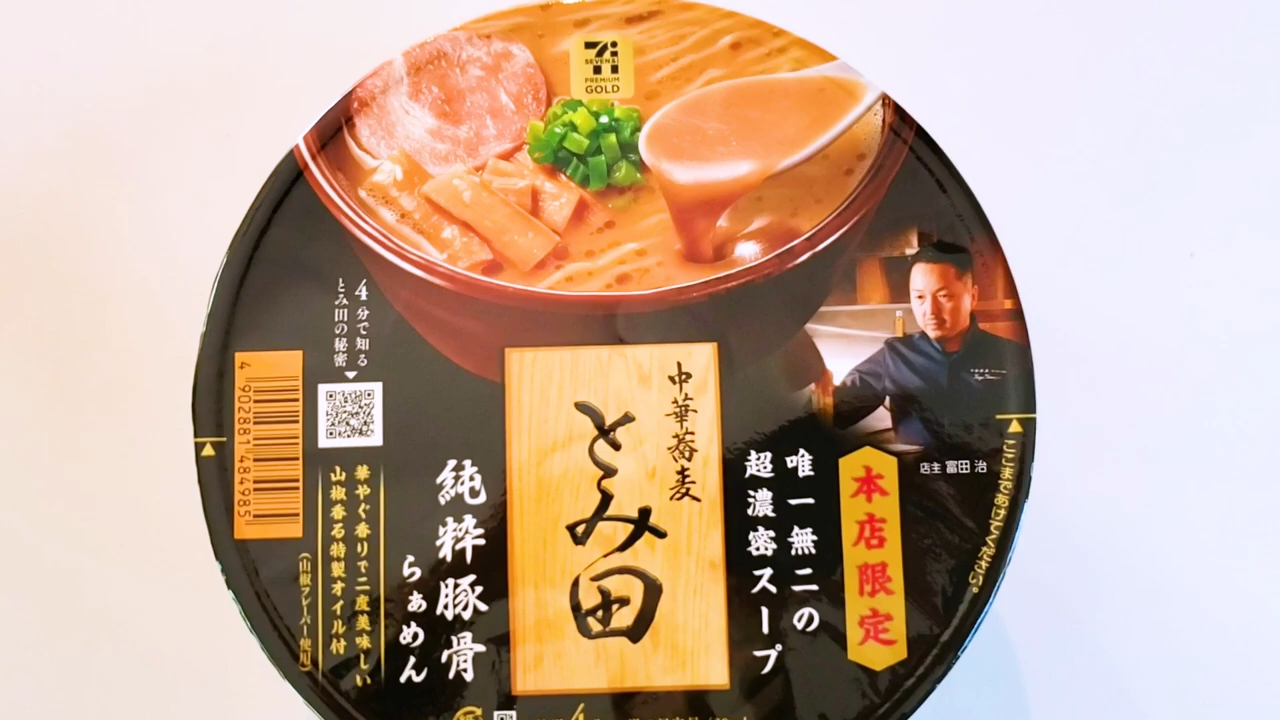 SEVEN&i
PREMIUM
GOLD
4分で知る
とみ田の秘密
4 902881 484985
中華蕎麦
とみ田
唯一無二の
超濃密スープ
本店限定
店主 富田 治
ここまであけてください。
純粋豚骨
らぁめん
華やぐ香りで二度美味しい
山椒香る特製オイル付
(山椒フレーバー使用)